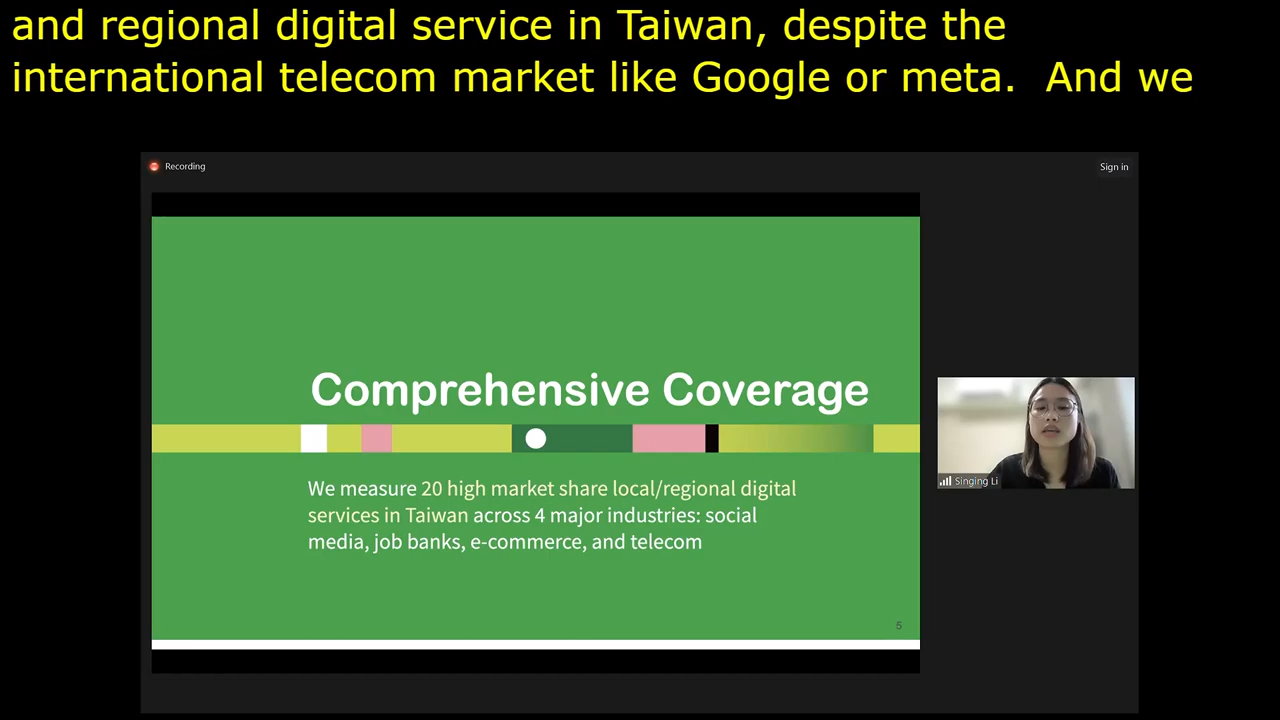 and regional digital service in Taiwan, despite the
international telecom market like Google or meta.  And we
Recording
Sign in
Comprehensive Coverage
We measure 20 high market share local/regional digital
services in Taiwan across 4 major industries: social
media, job banks, e-commerce, and telecom
5
Singing Li